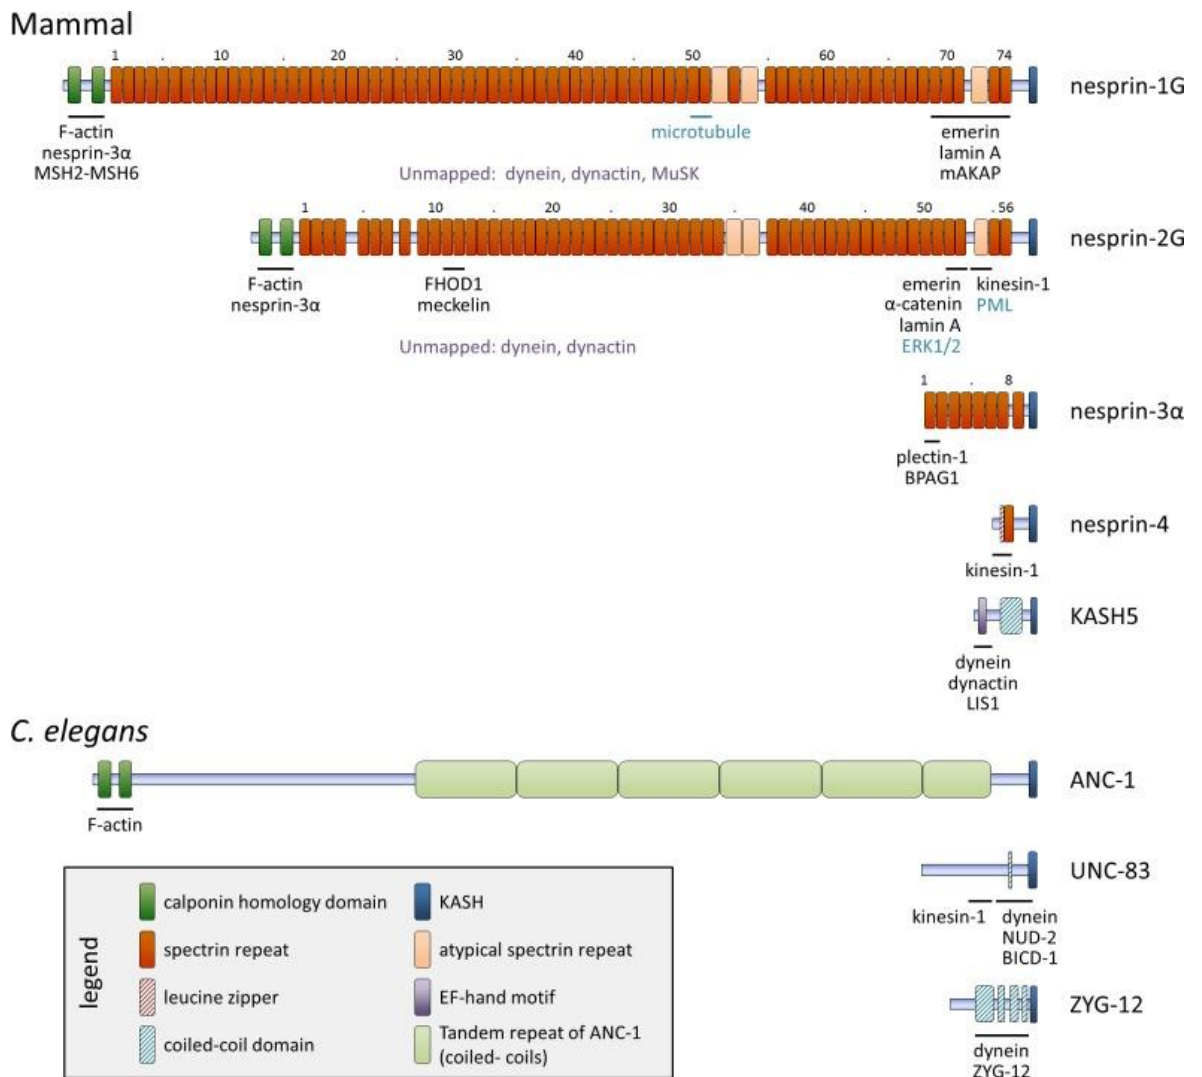 Mammal
1 . 10 . 20 . 30 . 40 . 50 . 60 . 70 74
nesprin-1G
F-actin
nesprin-3α
MSH2-MSH6
microtubule
emerin
lamin A
mAKAP
Unmapped: dynein, dynactin, MuSK
1 . 10 . 20 . 30 . 40 . 50 .56
nesprin-2G
F-actin
nesprin-3α
FHOD1
meckelin
emerin
α-catenin
lamin A
ERK1/2
kinesin-1
PML
Unmapped: dynein, dynactin
1 . 8
nesprin-3α
plectin-1
BPAG1
nesprin-4
kinesin-1
KASH5
dynein
dynactin
LIS1
C. elegans
ANC-1
F-actin
UNC-83
kinesin-1
dynein
NUD-2
BICD-1
ZYG-12
dynein
ZYG-12
legend
calponin homology domain
spectrin repeat
leucine zipper
coiled-coil domain
KASH
atypical spectrin repeat
EF-hand motif
Tandem repeat of ANC-1
(coiled- coils)